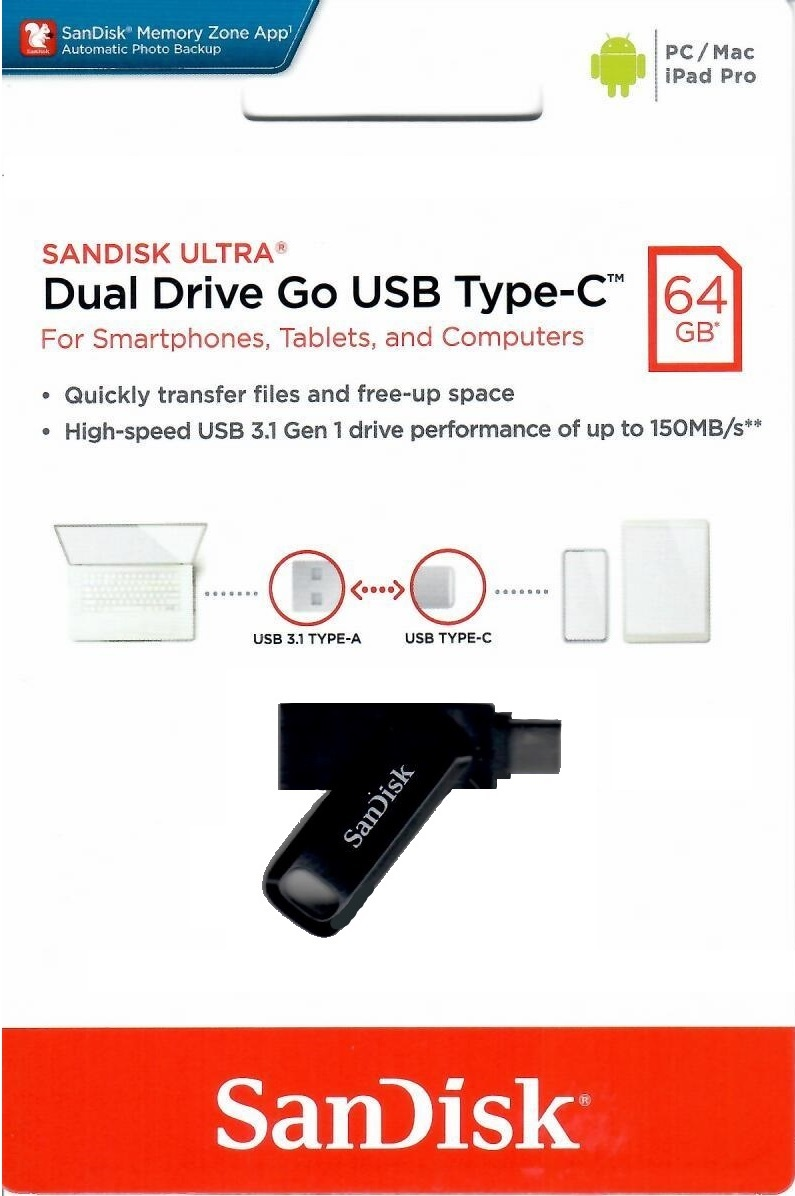 SanDisk® Memory Zone App¹
Automatic Photo Backup
SanDisk
PC / Mac
iPad Pro
SANDISK ULTRA®
Dual Drive Go USB Type-C™
For Smartphones, Tablets, and Computers
64
GB*
• Quickly transfer files and free-up space
• High-speed USB 3.1 Gen 1 drive performance of up to 150MB/s**
USB 3.1 TYPE-A
USB TYPE-C
SanDisk
SanDisk®